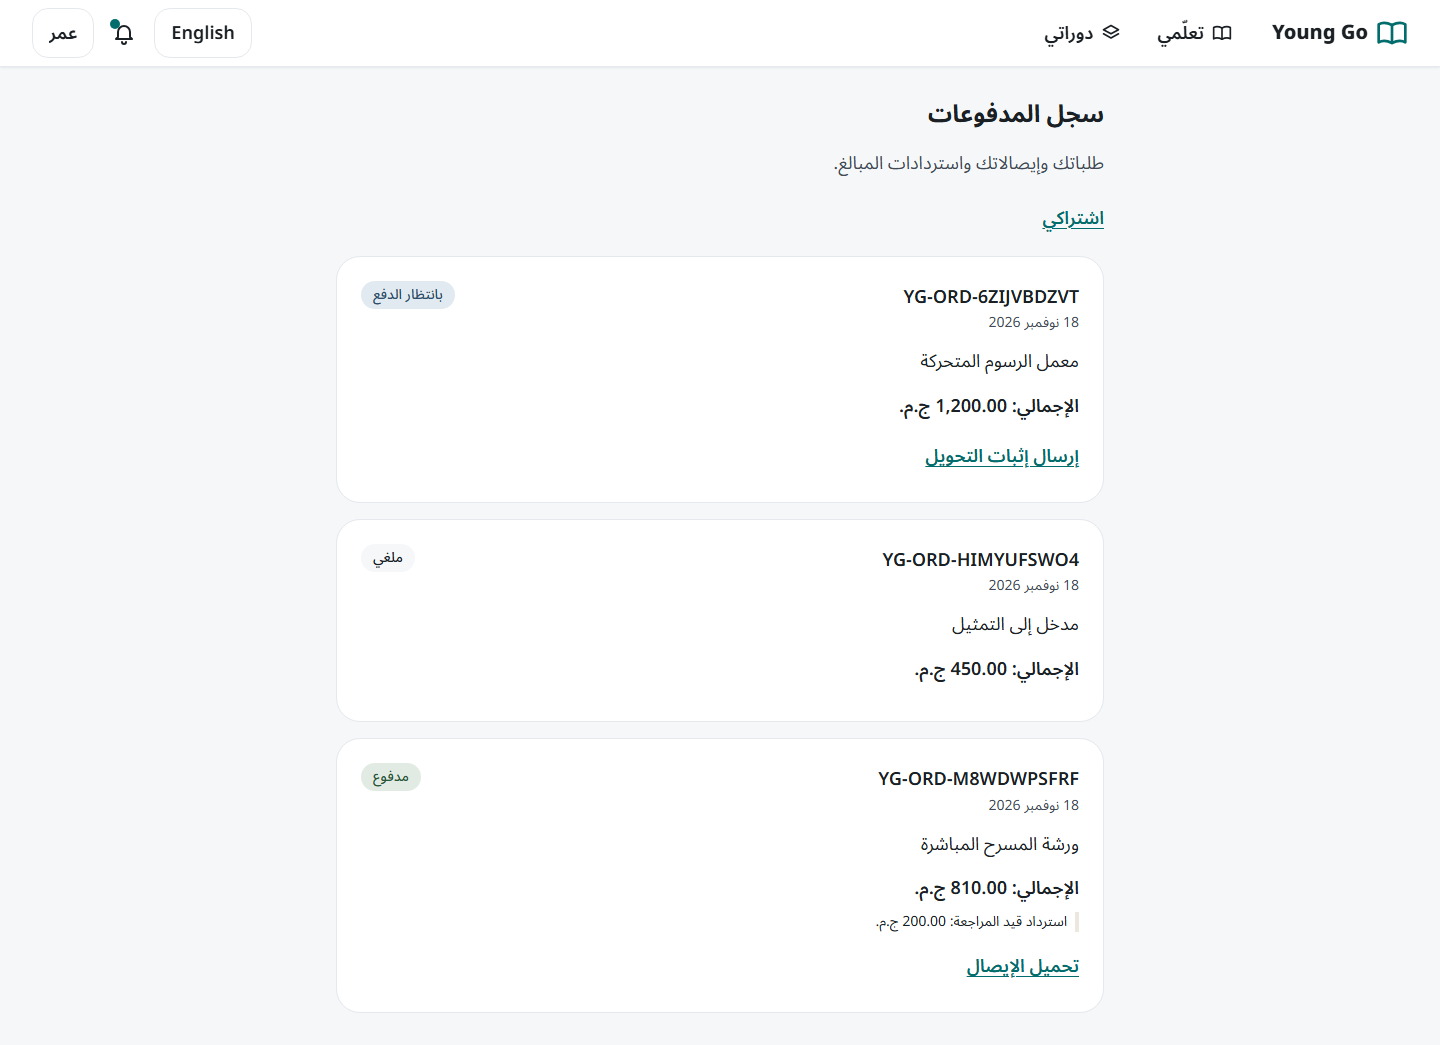 Young Go
تعلّمي
دوراتي
English
عمر
سجل المدفوعات
طلباتك وإيصالاتك واستردادات المبالغ.
اشتراكي
YG-ORD-6ZIJVBDZVT
بانتظار الدفع
18 نوفمبر 2026
معمل الرسوم المتحركة
الإجمالي: 1,200.00 ج.م.
إرسال إثبات التحويل
YG-ORD-HIMYUFSWO4
ملغي
18 نوفمبر 2026
مدخل إلى التمثيل
الإجمالي: 450.00 ج.م.
YG-ORD-M8WDWPSFRF
مدفوع
18 نوفمبر 2026
ورشة المسرح المباشرة
الإجمالي: 810.00 ج.م.
استرداد قيد المراجعة: 200.00 ج.م.
تحميل الإيصال